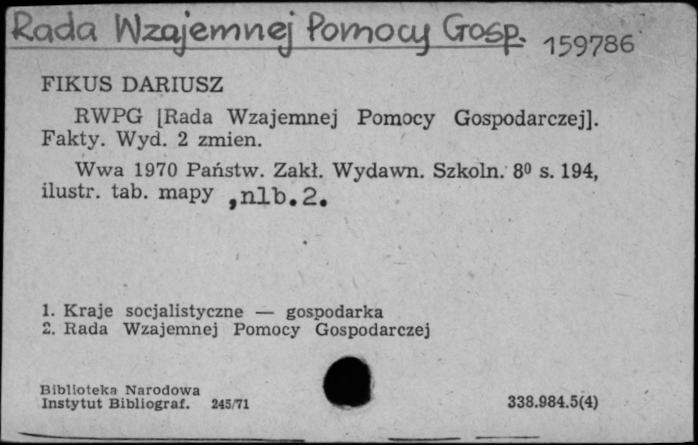 Rada Wzajemnej Pomocy Gosp. 159786
FIKUS DARIUSZ
RWPG [Rada Wzajemnej Pomocy Gospodarczej].
Fakty. Wyd. 2 zmien.
Wwa 1970 Państw. Zakł. Wydawn. Szkoln. 8⁰ s. 194,
ilustr. tab. mapy ,nlb.2.
1. Kraje socjalistyczne — gospodarka
2. Rada Wzajemnej Pomocy Gospodarczej
Biblioteka Narodowa
Instytut Bibliograf. 245/71 338.984.5(4)